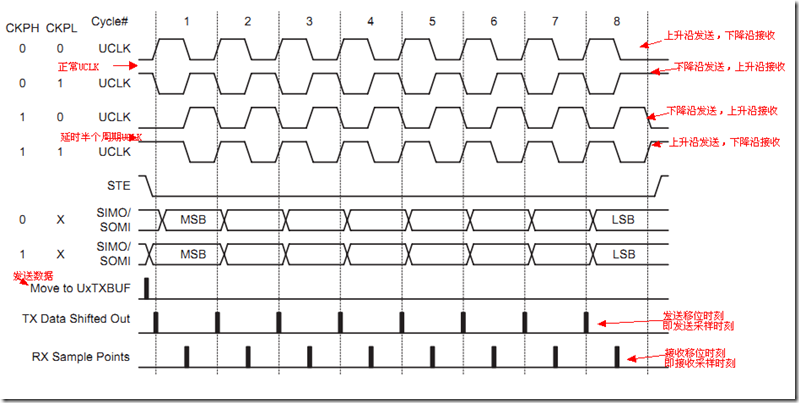 CKPH CKPL Cycle# 1 2 3 4 5 6 7 8
0 0 UCLK
上升沿发送，下降沿接收
正常UCLK
下降沿发送，上升沿接收
0 1 UCLK
1 0 UCLK
下降沿发送，上升沿接收
延时半个周期UCLK
上升沿发送，下降沿接收
1 1 UCLK
STE
0 X SIMO/
SOMI
MSB LSB
1 X SIMO/
SOMI
MSB LSB
发送数据
Move to UxTXBUF
TX Data Shifted Out
发送移位时刻
即发送采样时刻
RX Sample Points
接收移位时刻
即接收采样时刻